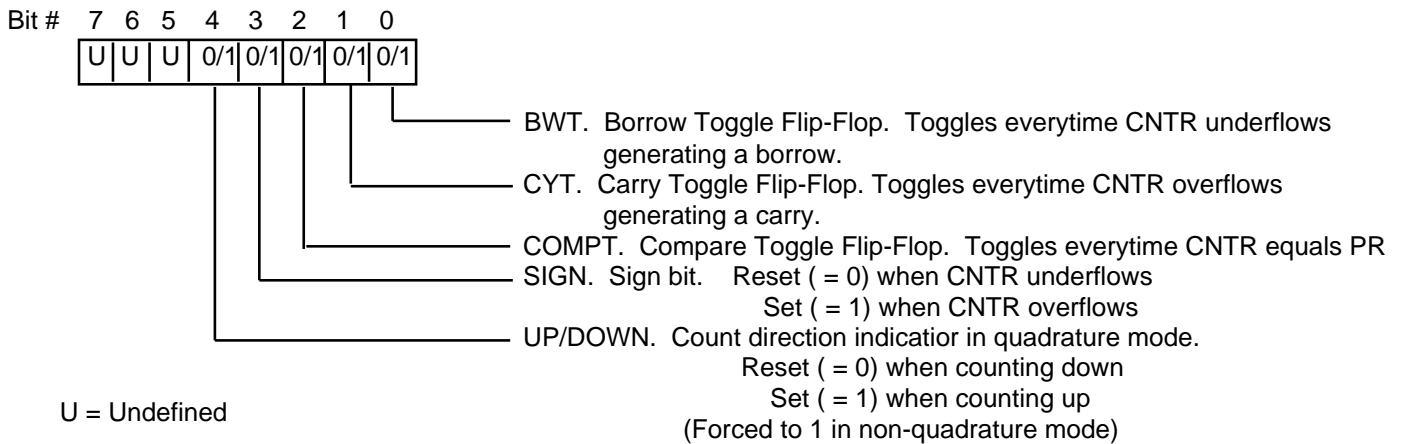 Bit # 7 6 5 4 3 2 1 0
U U U 0/1 0/1 0/1 0/1 0/1
BWT. Borrow Toggle Flip-Flop. Toggles everytime CNTR underflows
generating a borrow.
CYT. Carry Toggle Flip-Flop. Toggles everytime CNTR overflows
generating a carry.
COMPT. Compare Toggle Flip-Flop. Toggles everytime CNTR equals PR
SIGN. Sign bit. Reset ( = 0) when CNTR underflows
Set ( = 1) when CNTR overflows
UP/DOWN. Count direction indicatior in quadrature mode.
Reset ( = 0) when counting down
Set ( = 1) when counting up
U = Undefined
(Forced to 1 in non-quadrature mode)